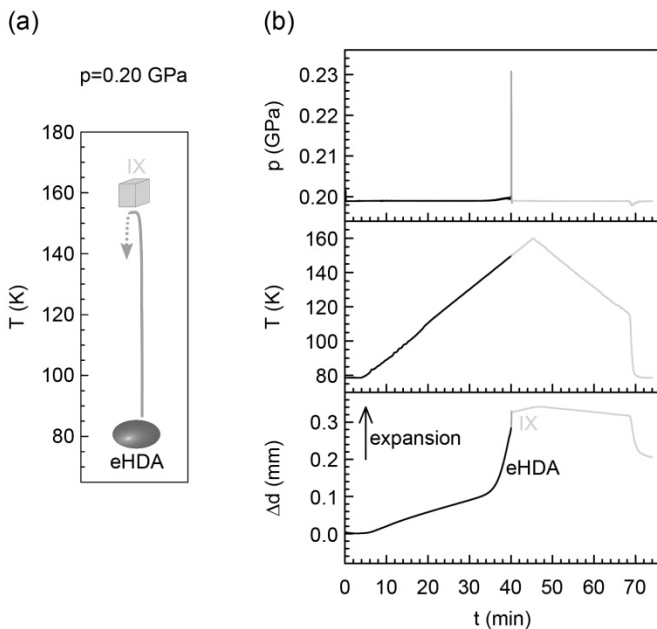 (a)
p=0.20 GPa
180
160
140
120
100
80
T (K)
IX
eHDA
(b)
0.23
0.22
0.21
0.20
p (GPa)
160
140
120
100
80
T (K)
0.3
0.2
0.1
0.0
Δd (mm)
expansion
IX
eHDA
0 10 20 30 40 50 60 70
t (min)